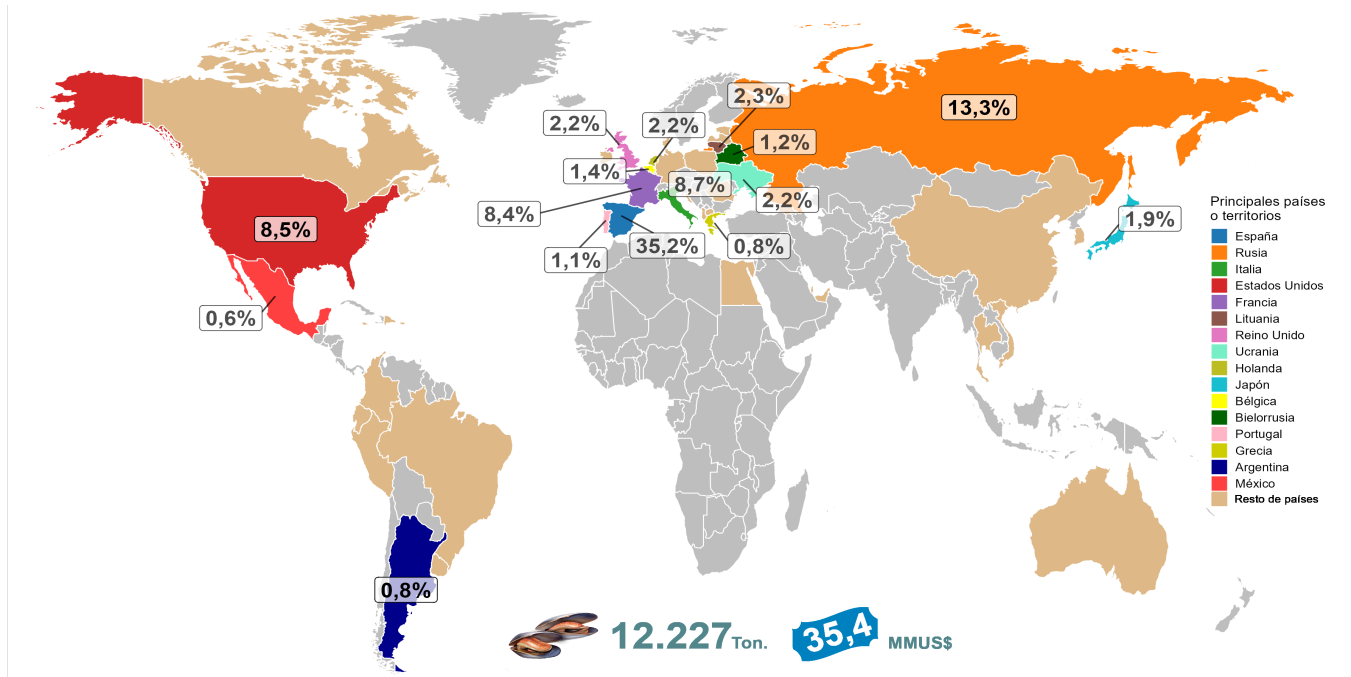 2,3%
13,3%
2,2%
2,2%
1,2%
1,4%
8,7%
2,2%
8,4%
1,9%
8,5%
35,2%
0,8%
1,1%
0,6%
0,8%
Principales países
o territorios
España
Rusia
Italia
Estados Unidos
Francia
Lituania
Reino Unido
Ucrania
Holanda
Japón
Bélgica
Bielorrusia
Portugal
Grecia
Argentina
México
Resto de países
12.227 Ton.
35,4 MMUS$